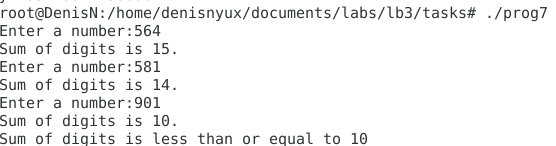 root@DenisN:/home/denisnyux/documents/labs/lb3/tasks# ./prog7
Enter a number:564
Sum of digits is 15.
Enter a number:581
Sum of digits is 14.
Enter a number:901
Sum of digits is 10.
Sum of digits is less than or equal to 10